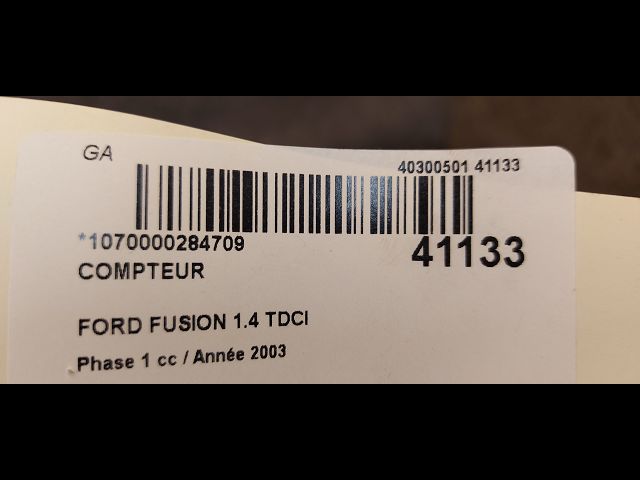 GA
40300501 41133
*1070000284709
41133
COMPTEUR
FORD FUSION 1.4 TDCI
Phase 1 cc / Année 2003